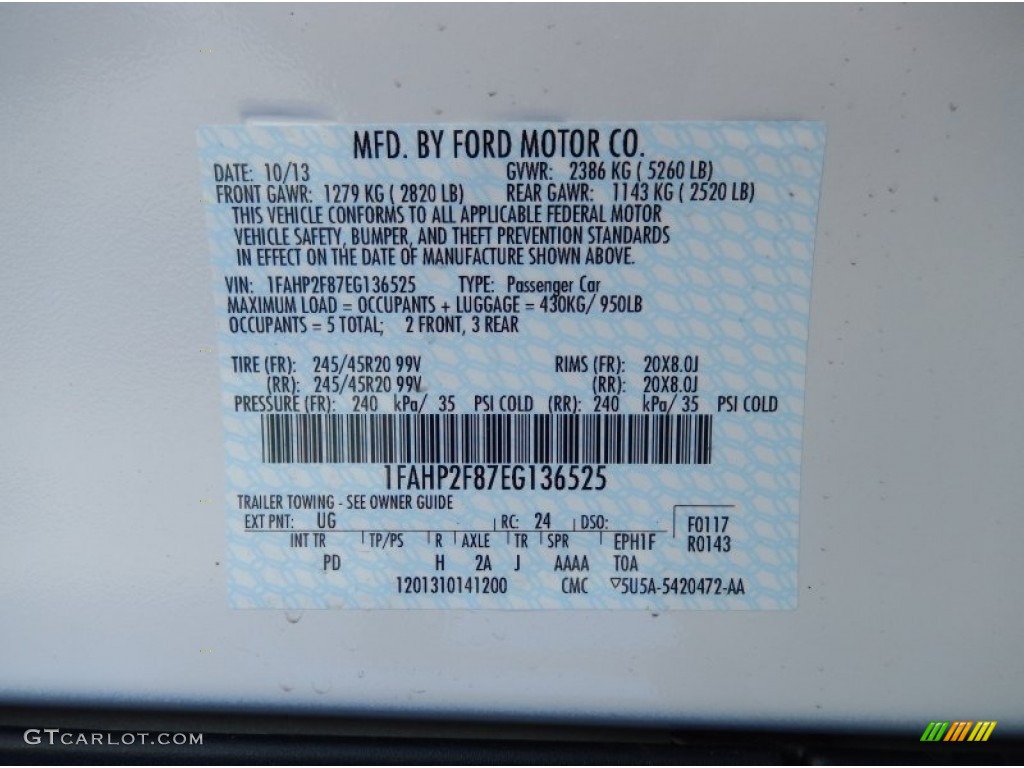 MFD. BY FORD MOTOR CO.
DATE: 10/13 GVWR: 2386 KG ( 5260 LB)
FRONT GAWR: 1279 KG ( 2820 LB) REAR GAWR: 1143 KG ( 2520 LB)
THIS VEHICLE CONFORMS TO ALL APPLICABLE FEDERAL MOTOR
VEHICLE SAFETY, BUMPER, AND THEFT PREVENTION STANDARDS
IN EFFECT ON THE DATE OF MANUFACTURE SHOWN ABOVE.
VIN: 1FAHP2F87EG136525 TYPE: Passenger Car
MAXIMUM LOAD = OCCUPANTS + LUGGAGE = 430KG/ 950LB
OCCUPANTS = 5 TOTAL; 2 FRONT, 3 REAR
TIRE (FR): 245/45R20 99V RIMS (FR): 20X8.0J
(RR): 245/45R20 99V (RR): 20X8.0J
PRESSURE (FR): 240 kPa/ 35 PSI COLD (RR): 240 kPa/ 35 PSI COLD
1FAHP2F87EG136525
TRAILER TOWING - SEE OWNER GUIDE
EXT PNT: UG RC: 24 DSO: F0117
INT TR TP/PS R AXLE TR SPR EPH1F R0143
PD H 2A J AAAA TOA
1201310141200 CMC ▽5U5A-5420472-AA
GTCARLOT.COM